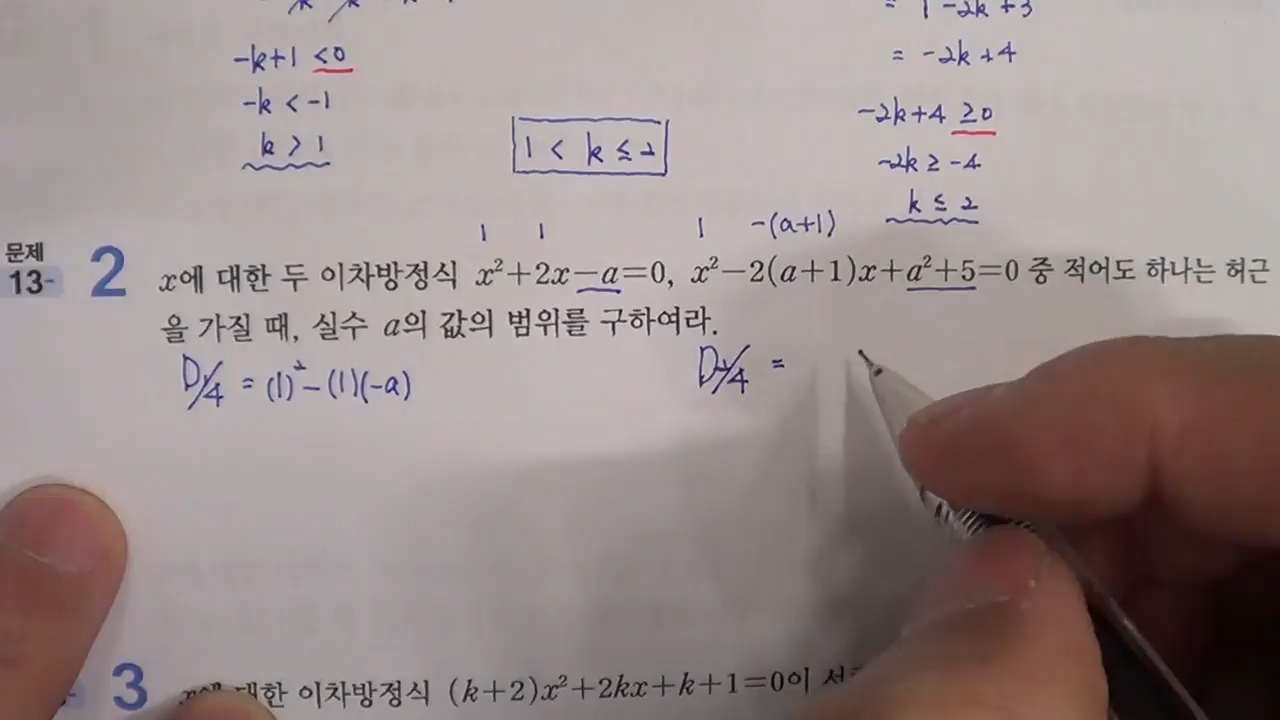 = 1 -2k+3
-k+1 <0
= -2k+4
-k < -1
-2k+4 ≥0
k > 1
1 < k ≤ 2
-2k ≥ -4
k ≤ 2
1 1 1 -(a+1)
문제 13- 2 x에 대한 두 이차방정식 x²+2x-a=0, x²-2(a+1)x+a²+5=0 중 적어도 하나는 허근
을 가질 때, 실수 a의 값의 범위를 구하여라.
D/4 = (1)²-(1)(-a)
D/4 =
3 x에 대한 이차방정식 (k+2)x²+2kx+k+1=0이